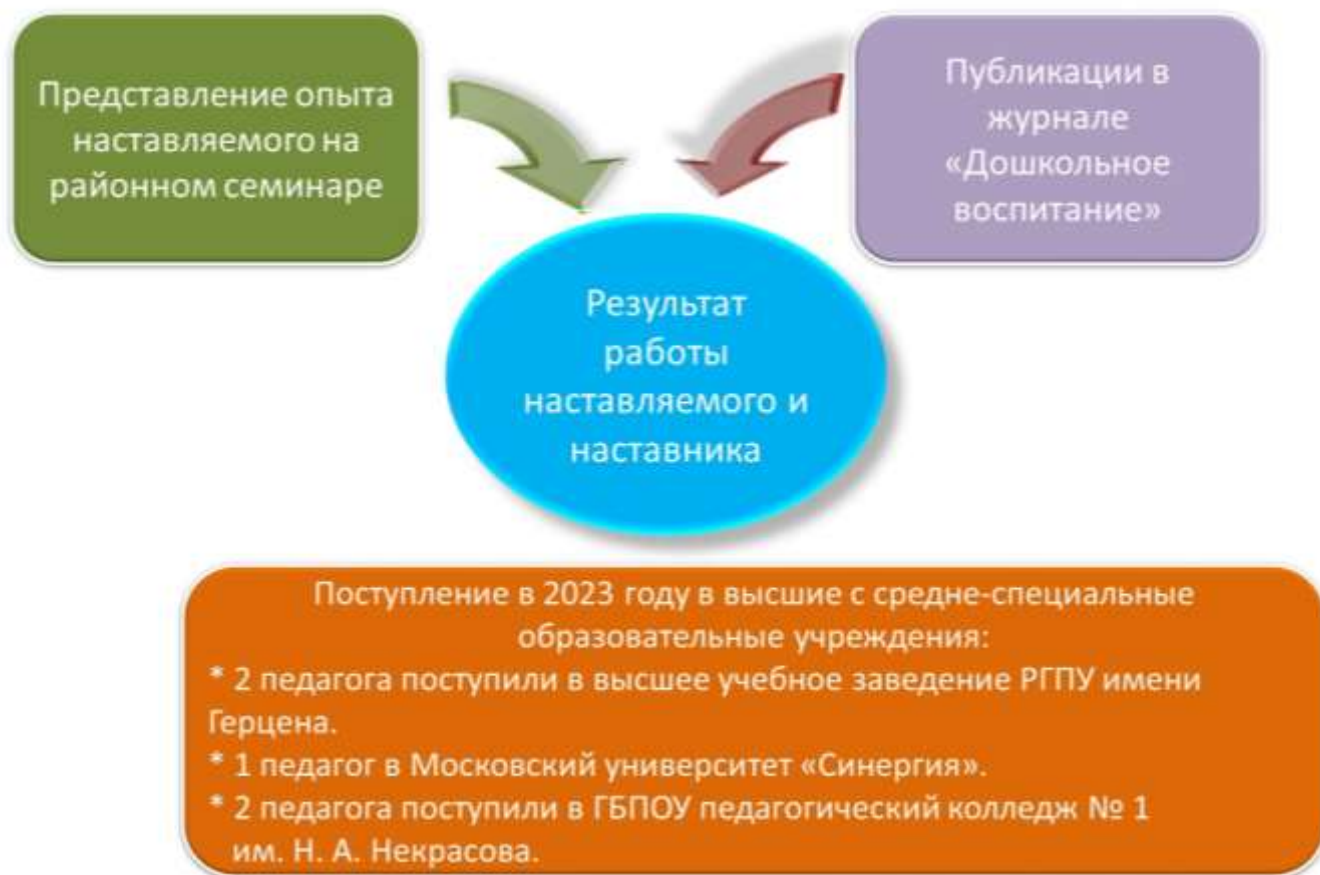 Представление опыта
наставляемого на
районном семинаре
Публикации в
журнале
«Дошкольное
воспитание»
Результат
работы
наставляемого и
наставника
Поступление в 2023 году в высшие с средне-специальные
образовательные учреждения:
* 2 педагога поступили в высшее учебное заведение РГПУ имени
Герцена.
* 1 педагог в Московский университет «Синергия».
* 2 педагога поступили в ГБПОУ педагогический колледж № 1
им. Н. А. Некрасова.